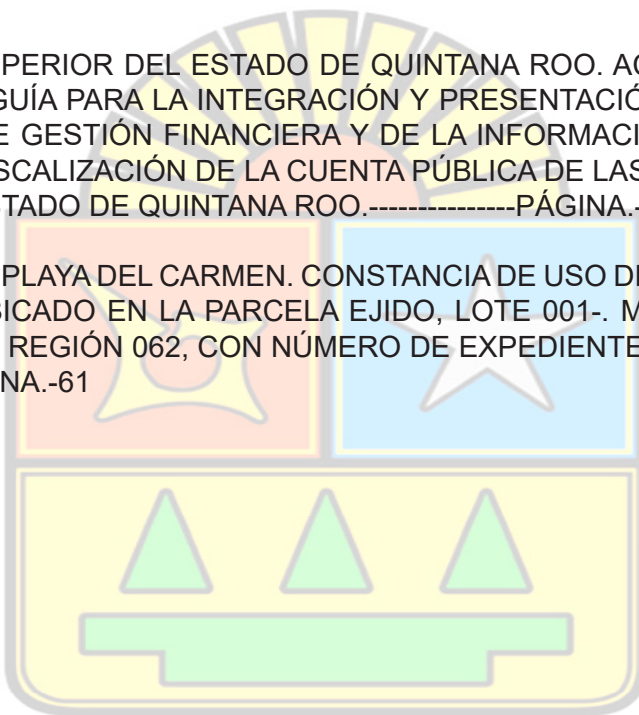 PERIOR DEL ESTADO DE QUINTANA ROO. AC
GUÍA PARA LA INTEGRACIÓN Y PRESENTACIÓ
E GESTIÓN FINANCIERA Y DE LA INFORMACI
SCALIZACIÓN DE LA CUENTA PÚBLICA DE LAS
STADO DE QUINTANA ROO.---------------PÁGINA.-
PLAYA DEL CARMEN. CONSTANCIA DE USO DE
BICADO EN LA PARCELA EJIDO, LOTE 001-. M
REGIÓN 062, CON NÚMERO DE EXPEDIENTE
NA.-61